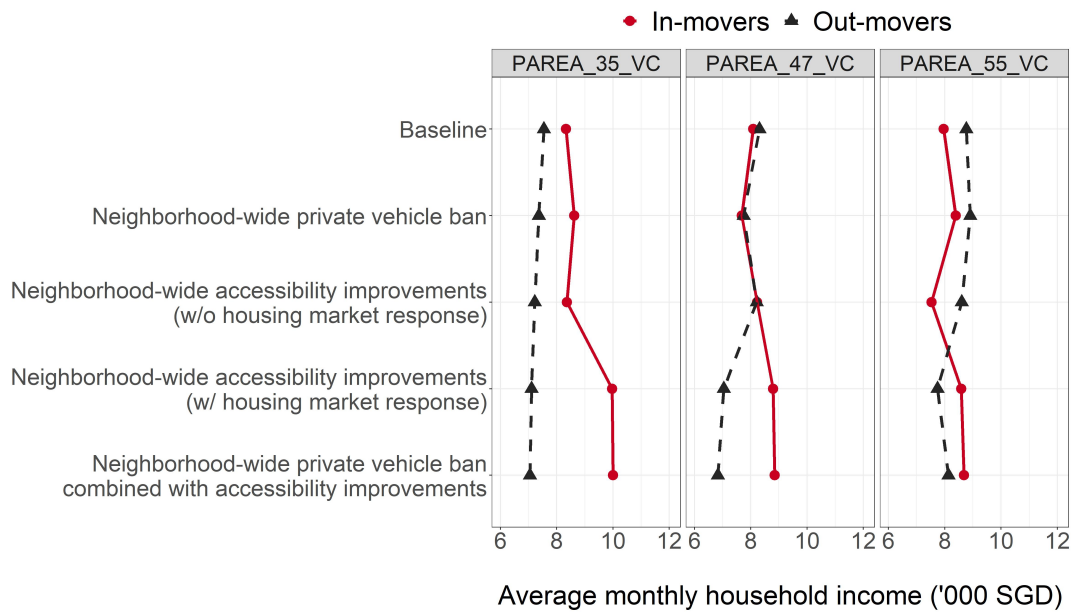 In-movers Out-movers
PAREA_35_VC PAREA_47_VC PAREA_55_VC
Baseline
Neighborhood-wide private vehicle ban
Neighborhood-wide accessibility improvements
(w/o housing market response)
Neighborhood-wide accessibility improvements
(w/ housing market response)
Neighborhood-wide private vehicle ban
combined with accessibility improvements
6 8 10 12 6 8 10 12 6 8 10 12
Average monthly household income ('000 SGD)